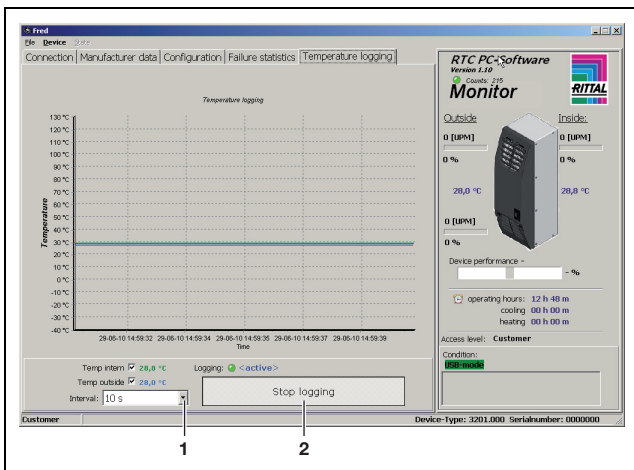 Fred
File Device State
Connection Manufacturer data Configuration Failure statistics Temperature logging
Temperature logging
130 °C
120 °C
110 °C
100 °C
90 °C
80 °C
70 °C
60 °C
50 °C
40 °C
30 °C
20 °C
10 °C
0 °C
-10 °C
-20 °C
-30 °C
-40 °C
Temperature
29-06-10 14:59:32 29-06-10 14:59:34 29-06-10 14:59:35 29-06-10 14:59:37 29-06-10 14:59:39
Time
Temp intern 28,8 °C
Temp outside 28,0 °C
Interval: 10 s
Logging: <active>
Stop logging
RTC PC-Software
Version 1.10
Counts: 215
Monitor
RITTAL
Outside Inside:
0 [UPM] 0 [UPM]
0 % 0 %
28,0 °C 28,8 °C
0 [UPM]
0 %
Device performance -
- %
operating hours: 12 h 48 m
cooling 00 h 00 m
heating 00 h 00 m
Access level: Customer
Condition:
USB-mode
Customer Device-Type: 3201.000 Serialnumber: 0000000
1 2